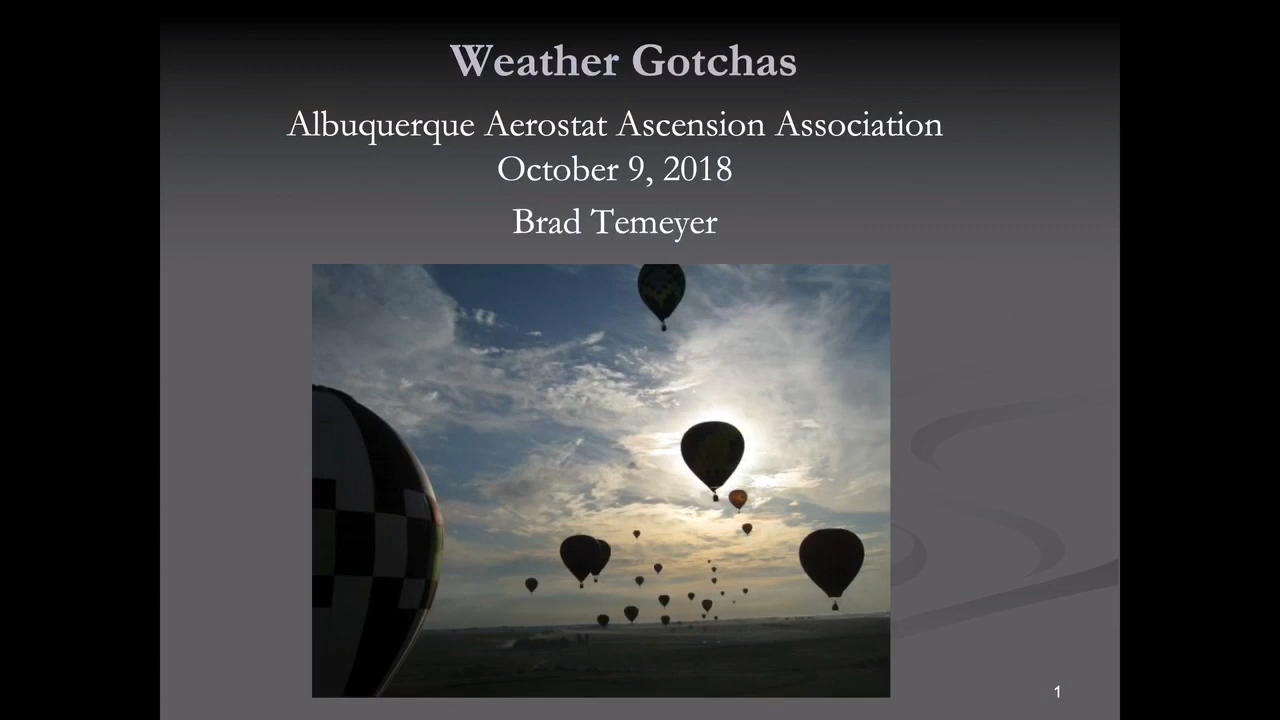 Weather Gotchas
Albuquerque Aerostat Ascension Association
October 9, 2018
Brad Temeyer
1